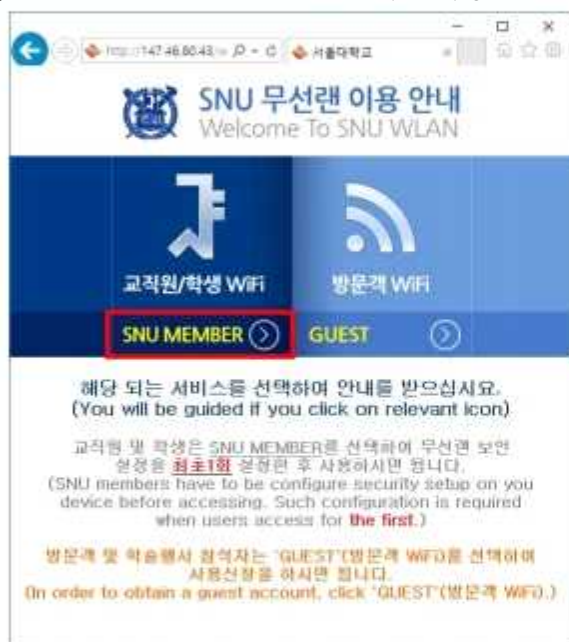 서울대학교
SNU 무선랜 이용 안내
Welcome To SNU WLAN
교직원/학생 WiFi
방문객 WiFi
SNU MEMBER
GUEST
해당 되는 서비스를 선택하여 안내를 받으십시요.
(You will be guided if you click on relevant icon)
교직원 및 학생은 SNU MEMBER를 선택하여 무선랜 보안
설정을 최초1회 설정한 후 사용하시면 됩니다.
(SNU members have to be configure security setup on you
device before accessing. Such configuration is required
when users access for the first.)
방문객 및 학술행사 참석자는 "GUEST"(방문객 WiFi)를 선택하여
사용신청을 하시면 됩니다.
(In order to obtain a guest account, click "GUEST"(방문객 WiFi).)